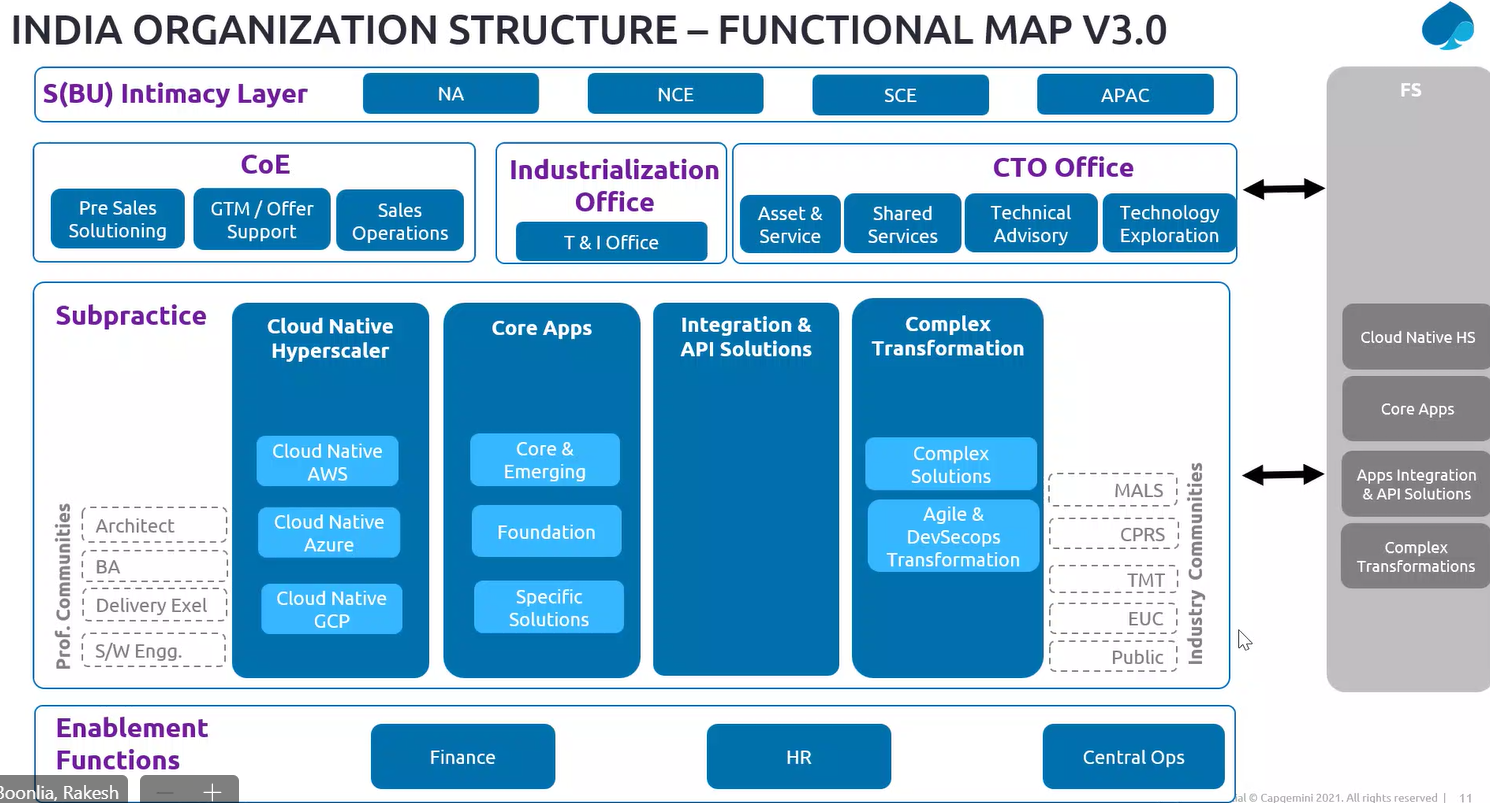 INDIA ORGANIZATION STRUCTURE – FUNCTIONAL MAP V3.0
S(BU) Intimacy Layer
NA
NCE
SCE
APAC
FS
CoE
Pre Sales
Solutioning
GTM / Offer
Support
Sales
Operations
Industrialization
Office
T & I Office
CTO Office
Asset &
Service
Shared
Services
Technical
Advisory
Technology
Exploration
Subpractice
Cloud Native
Hyperscaler
Cloud Native
AWS
Cloud Native
Azure
Cloud Native
GCP
Core Apps
Core &
Emerging
Foundation
Specific
Solutions
Integration &
API Solutions
Complex
Transformation
Complex
Solutions
Agile &
DevSecops
Transformation
Prof. Communities
Architect
BA
Delivery Exel
S/W Engg.
MALS
CPRS
TMT
EUC
Public
Industry Communities
Cloud Native HS
Core Apps
Apps Integration
& API Solutions
Complex
Transformations
Enablement
Functions
Finance
HR
Central Ops
Boonlia, Rakesh
© Capgemini 2021. All rights reserved | 11